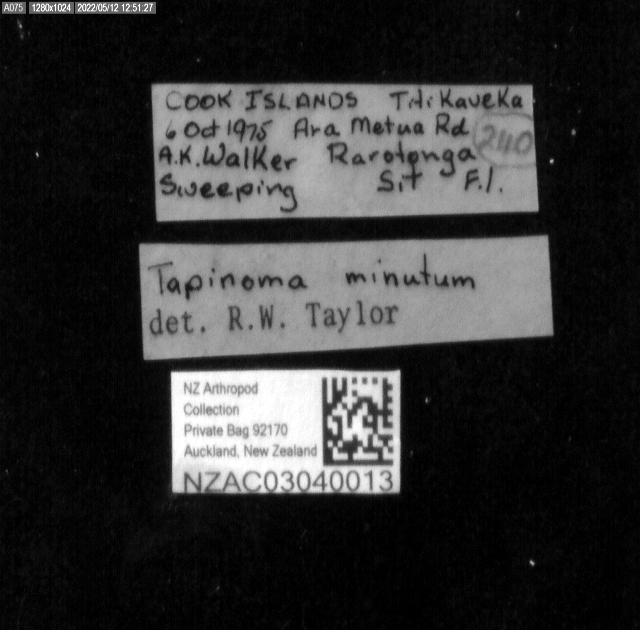 A075 1280x1024 2022/05/12 12:51:27
COOK ISLANDS Titikaveka
6 Oct 1975 Ara Metua Rd 240
A.K.Walker Rarotonga
Sweeping Sit F.1.
Tapinoma minutum
det. R.W. Taylor
NZ Arthropod
Collection
Private Bag 92170
Auckland, New Zealand
NZAC03040013